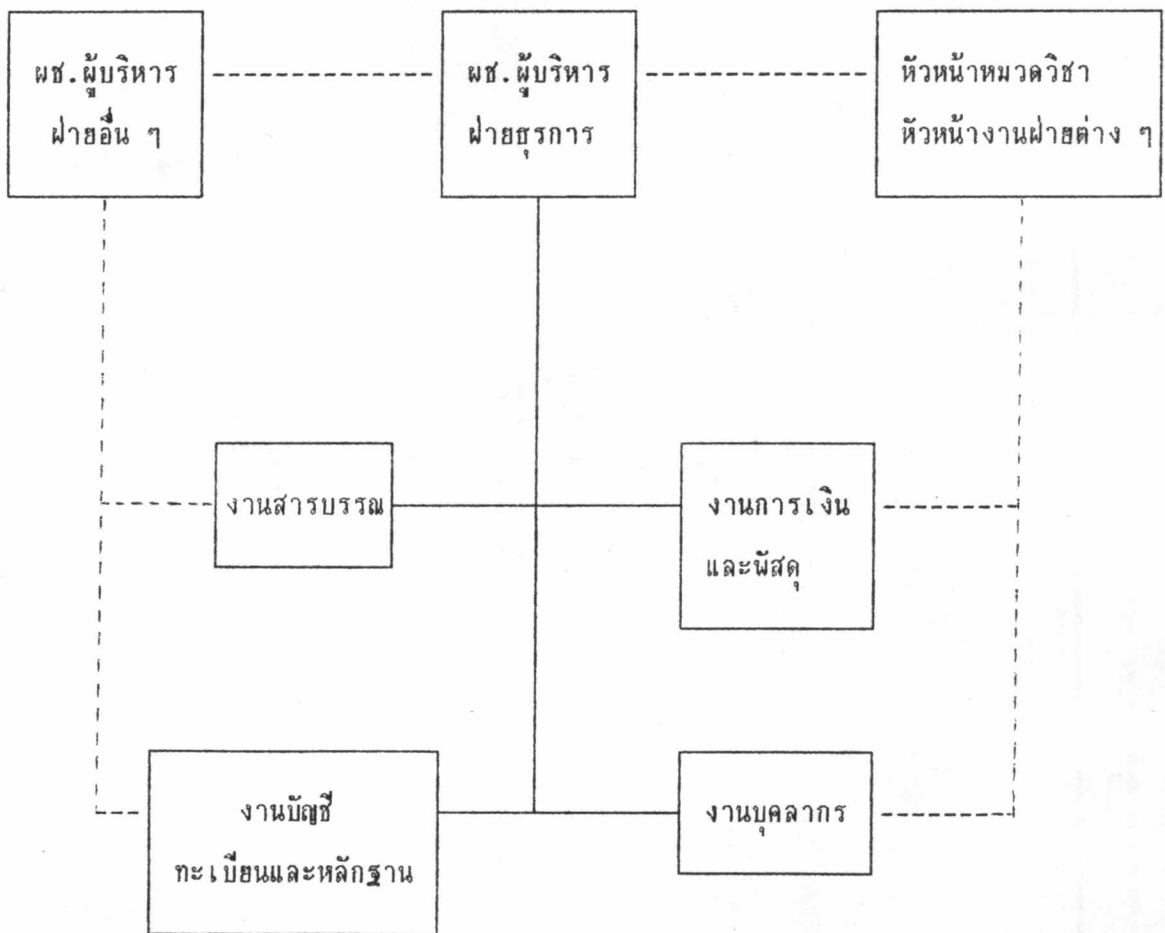 ผช.ผู้บริหาร
ฝ่ายอื่น ๆ
ผช.ผู้บริหาร
ฝ่ายธุรการ
หัวหน้าหมวดวิชา
หัวหน้างานฝ่ายต่าง ๆ
งานสารบรรณ
งานการเงิน
และพัสดุ
งานบัญชี
ทะเบียนและหลักฐาน
งานบุคลากร